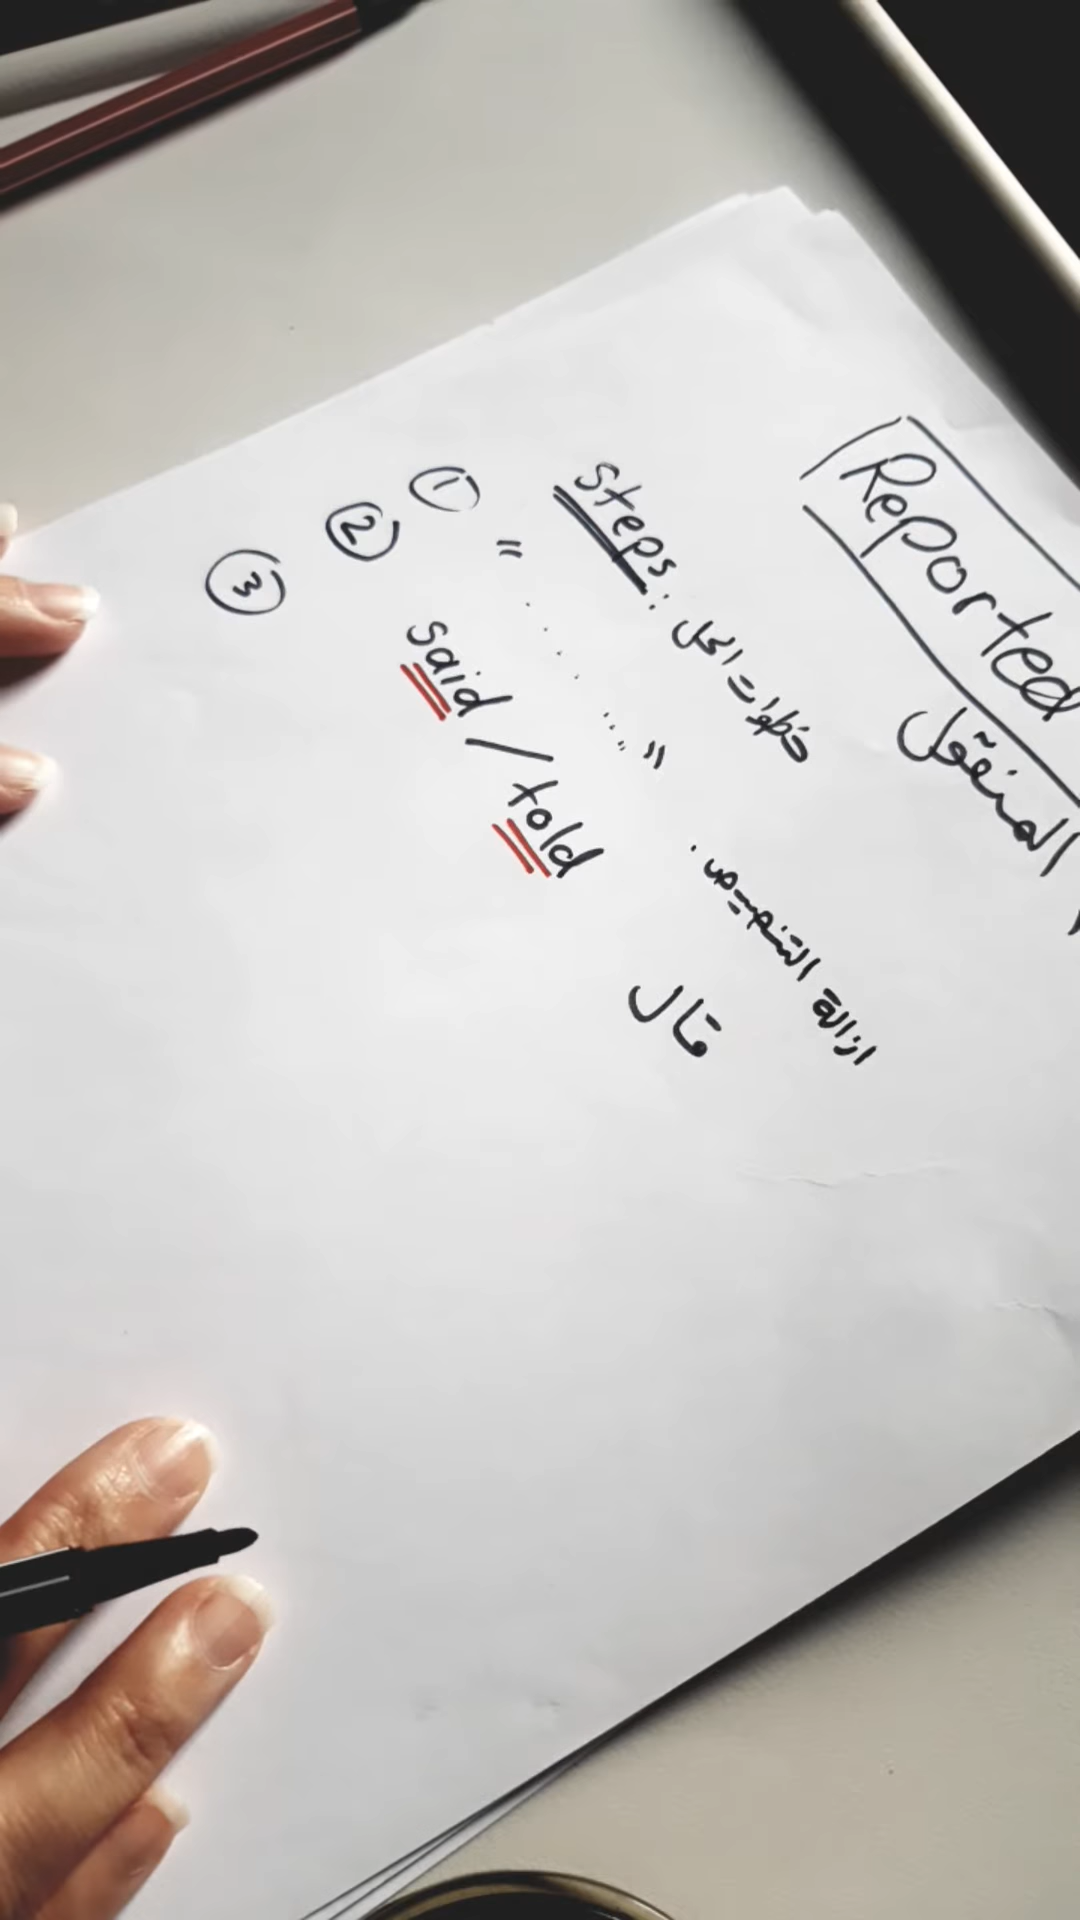 Reported
المنقول
Steps: خطوات الحل
① " ...... " ازالة التنصيص.
② said / told قال
③